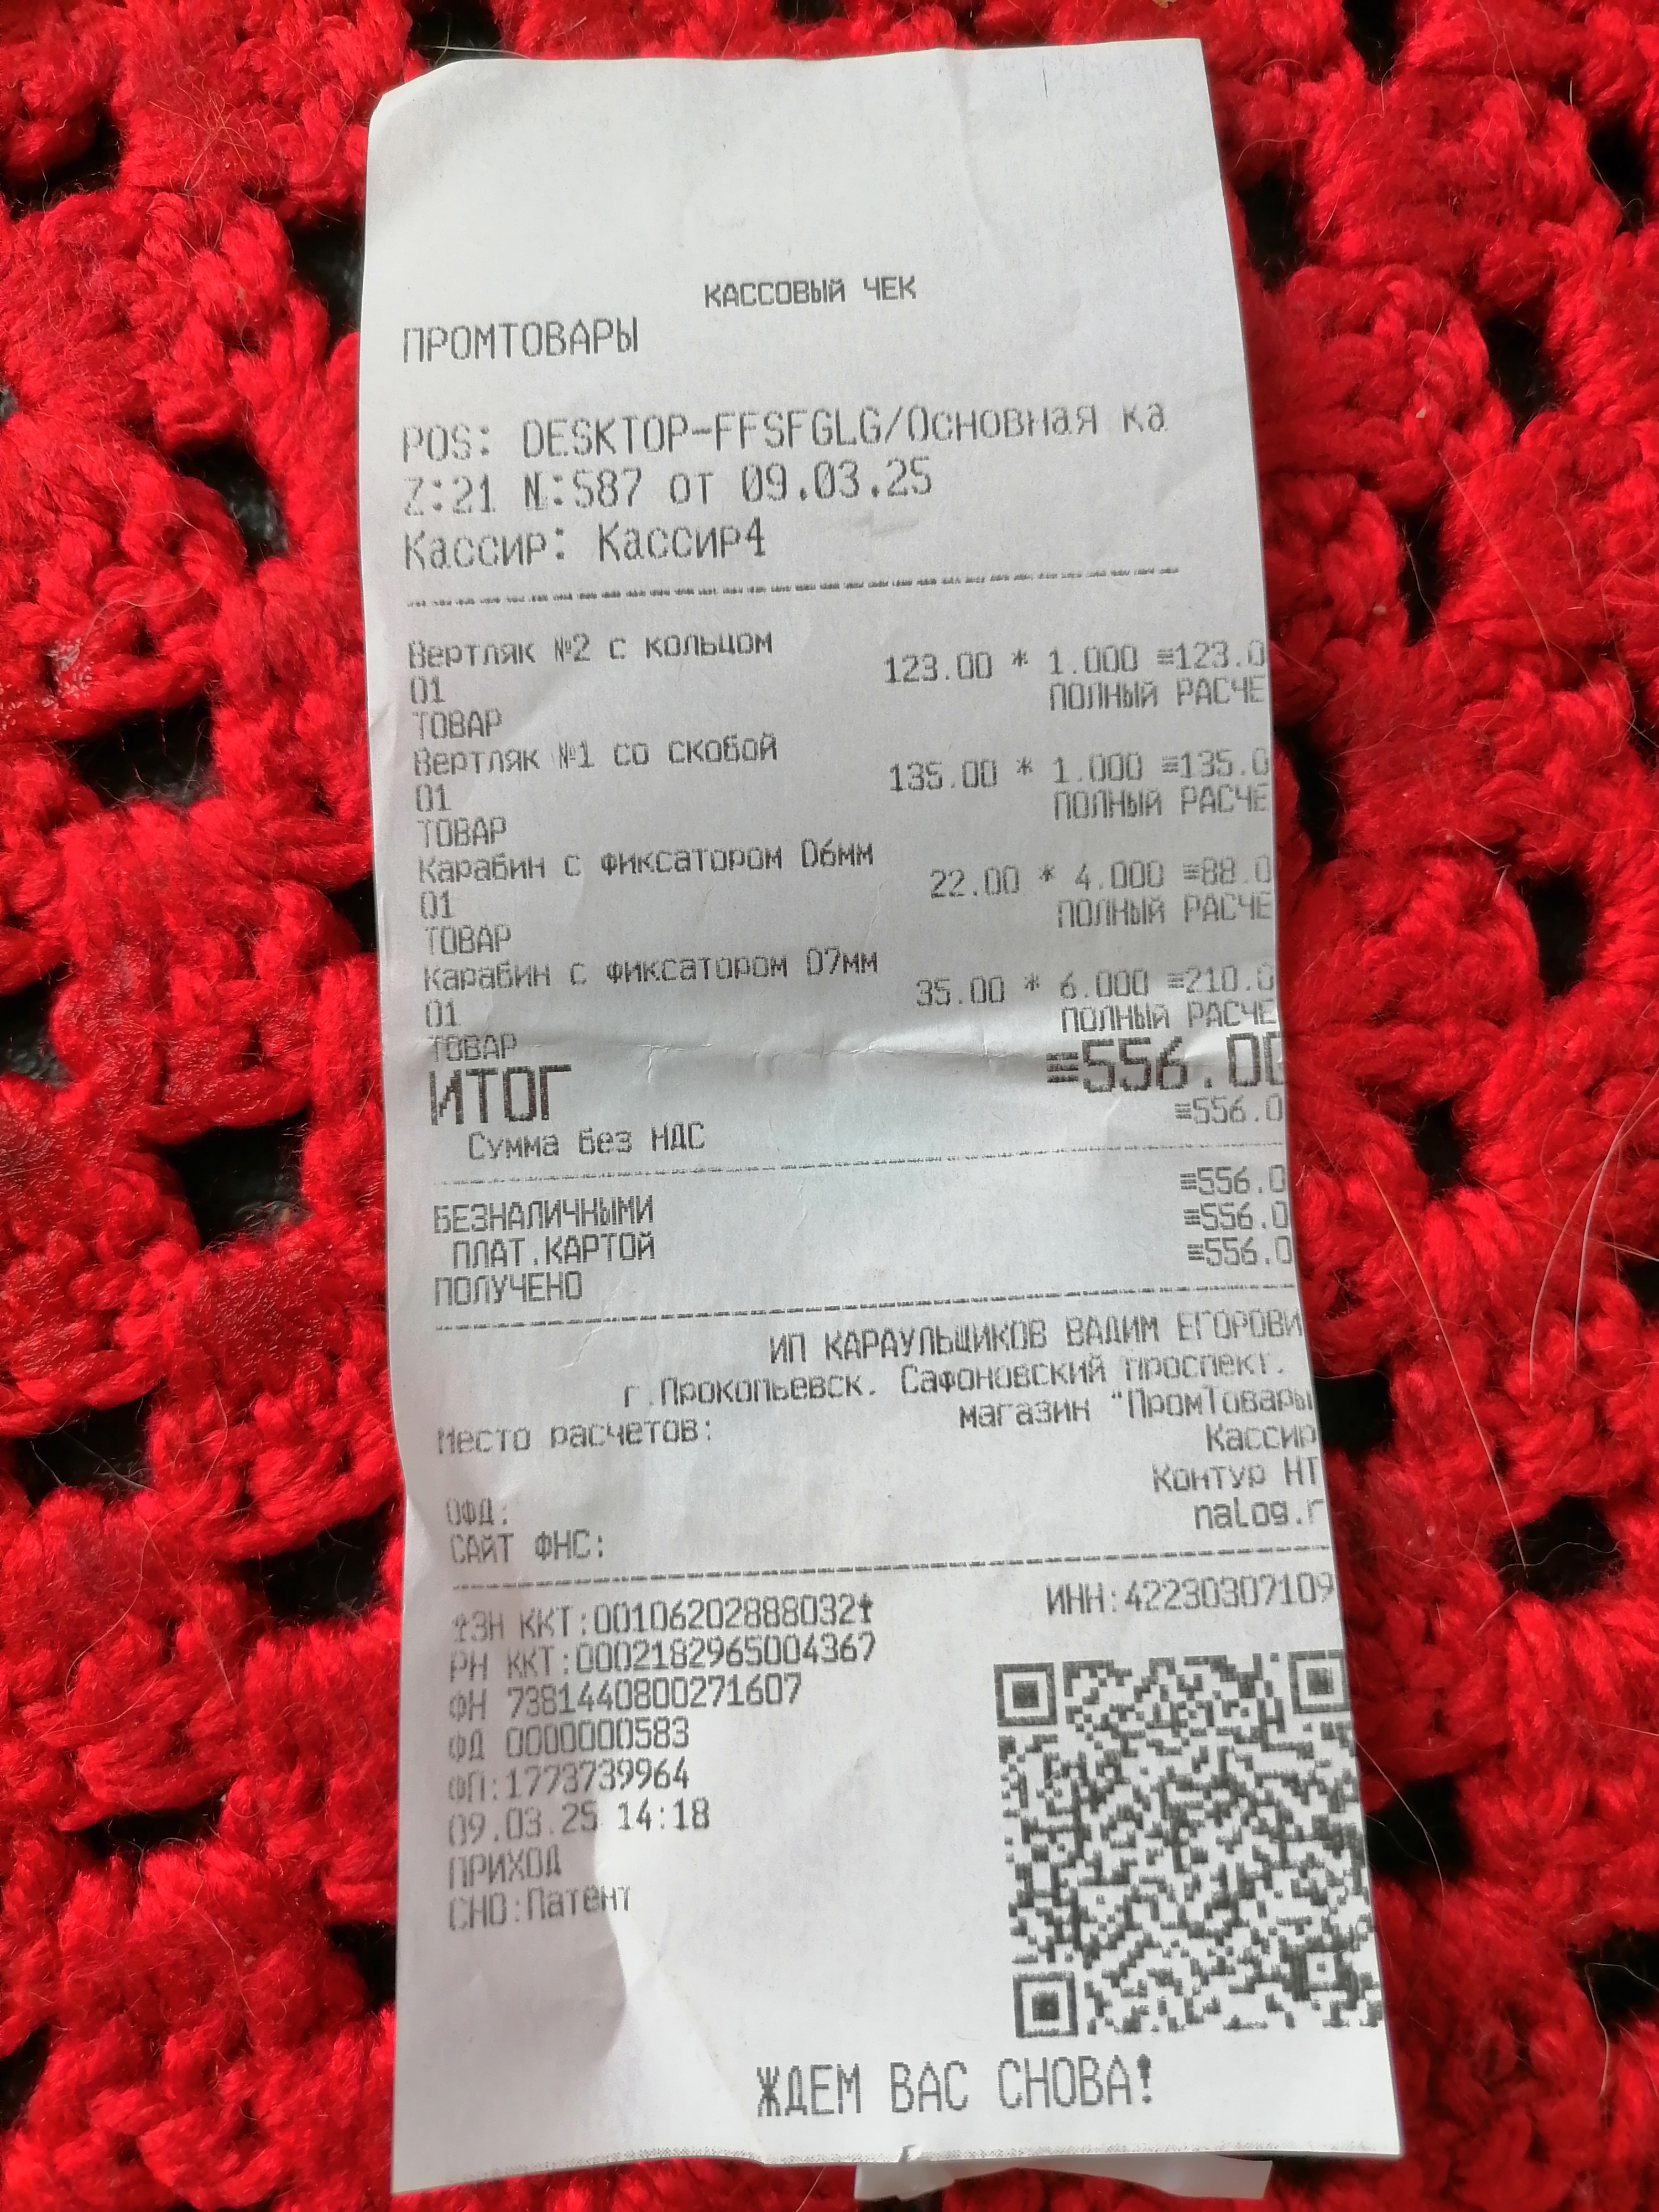 КАССОВЫЙ ЧЕК
ПРОМТОВАРЫ
POS: DESKTOP-FFSFGLG/Основная ка
Z:21 №:587 от 09.03.25
Кассир: Кассир4
Вертляк №2 с кольцом
123.00 * 1.000 ≡123.0
01 ПОЛНЫЙ РАСЧЕ
ТОВАР
Вертляк №1 со скобой
135.00 * 1.000 ≡135.0
01 ПОЛНЫЙ РАСЧЕ
ТОВАР
Карабин с фиксатором D6мм
22.00 * 4.000 ≡88.0
01 ПОЛНЫЙ РАСЧЕ
ТОВАР
Карабин с фиксатором D7мм
35.00 * 6.000 ≡210.0
01 ПОЛНЫЙ РАСЧЕ
ТОВАР
ИТОГ ≡556.00
Сумма без НДС ≡556.0
БЕЗНАЛИЧНЫМИ ≡556.0
ПЛАТ.КАРТОЙ ≡556.0
ПОЛУЧЕНО ≡556.0
ИП КАРАУЛЬЩИКОВ ВАДИМ ЕГОРОВИ
г.Прокопьевск. Сафоновский проспект.
Место расчетов: магазин "ПромТовары
Кассир
ОФД: Контур НТ
САЙТ ФНС: nalog.r
ЗН ККТ:00106202888032 ИНН:42230307109
РН ККТ:0002182965004367
ФН 7381440800271607
ФД 0000000583
ФП:1773739964
09.03.25 14:18
ПРИХОД
СНО:Патент
ЖДЕМ ВАС СНОВА!